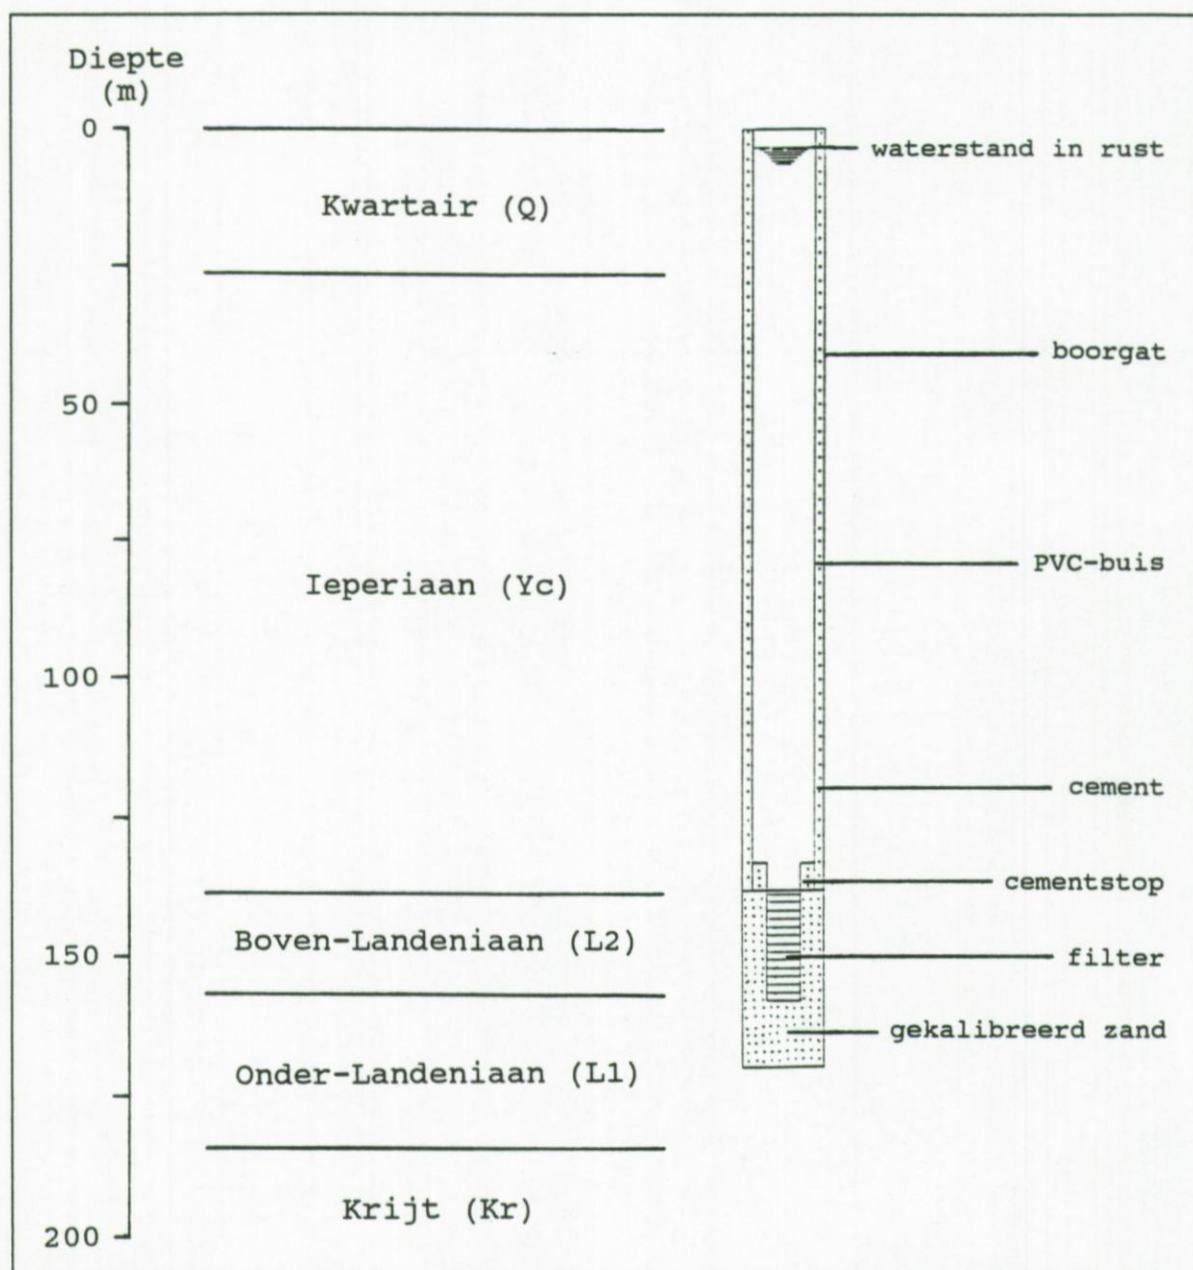 Diepte
(m)
0
50
100
150
200
Kwartair (Q)
Ieperiaan (Yc)
Boven-Landeniaan (L2)
Onder-Landeniaan (L1)
Krijt (Kr)
waterstand in rust
boorgat
PVC-buis
cement
cementstop
filter
gekalibreerd zand